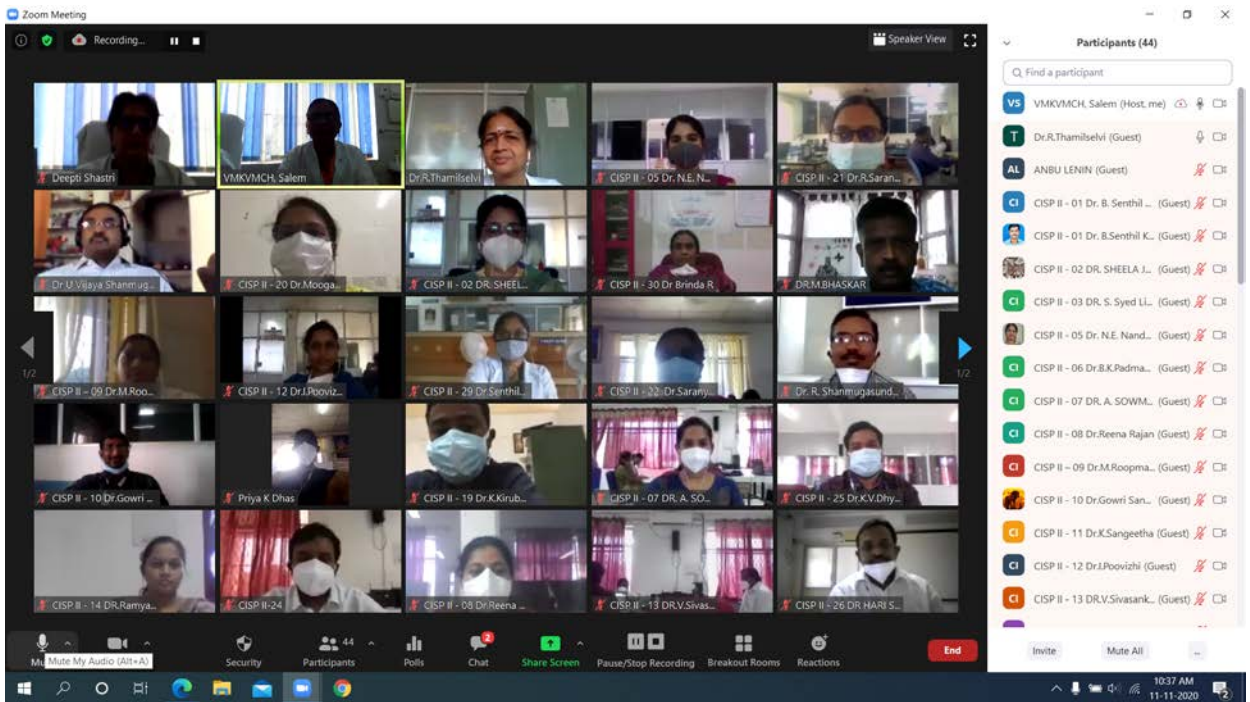 Zoom Meeting
Recording...
Speaker View
Participants (44)
Find a participant
Deepti Shastri
VMKVMCH, Salem
Dr.R.Thamilselvi
CISP II - 05 Dr. N.E. N...
CISP II - 21 Dr.R.Saran...
Dr U Vijaya Shanmug...
CISP II - 20 Dr.Mooga...
CISP II - 02 DR. SHEEL...
CISP II - 30 Dr Brinda R
DR.M.BHASKAR
1/2
CISP II – 09 Dr.M.Roo...
CISP II - 12 Dr.J.Pooviz...
CISP II - 29 Dr.Senthil...
CISP II - 22 Dr.Sarany...
Dr. R. Shanmugasund...
1/2
CISP II - 10 Dr.Gowri ...
Priya K Dhas
CISP II - 19 Dr.K.Kirub...
CISP II - 07 DR. A. SO...
CISP II - 25 Dr.K.V.Dhy...
CISP II - 14 DR.Ramya...
CISP II-24
CISP II - 08 Dr.Reena ...
CISP II - 13 DR.V.Sivas...
CISP II - 26 DR HARI S...
VS VMKVMCH, Salem (Host, me)
T Dr.R.Thamilselvi (Guest)
AL ANBU LENIN (Guest)
CI CISP II - 01 Dr. B. Senthil ... (Guest)
CISP II - 01 Dr. B.Senthil K... (Guest)
CISP II - 02 DR. SHEELA J... (Guest)
CI CISP II - 03 DR. S. Syed Li... (Guest)
CISP II - 05 Dr. N.E. Nand... (Guest)
CI CISP II - 06 Dr.B.K.Padma... (Guest)
CI CISP II - 07 DR. A. SOWM... (Guest)
CI CISP II - 08 Dr.Reena Rajan (Guest)
CI CISP II – 09 Dr.M.Roopma... (Guest)
CISP II - 10 Dr.Gowri San... (Guest)
CI CISP II - 11 Dr.K.Sangeetha (Guest)
CI CISP II - 12 Dr.J.Poovizhi (Guest)
CI CISP II - 13 DR.V.Sivasank... (Guest)
Mute My Audio (Alt+A)
Security
44
Participants
Polls
2
Chat
Share Screen
Pause/Stop Recording
Breakout Rooms
Reactions
End
Invite
Mute All
...
10:37 AM
11-11-2020
2